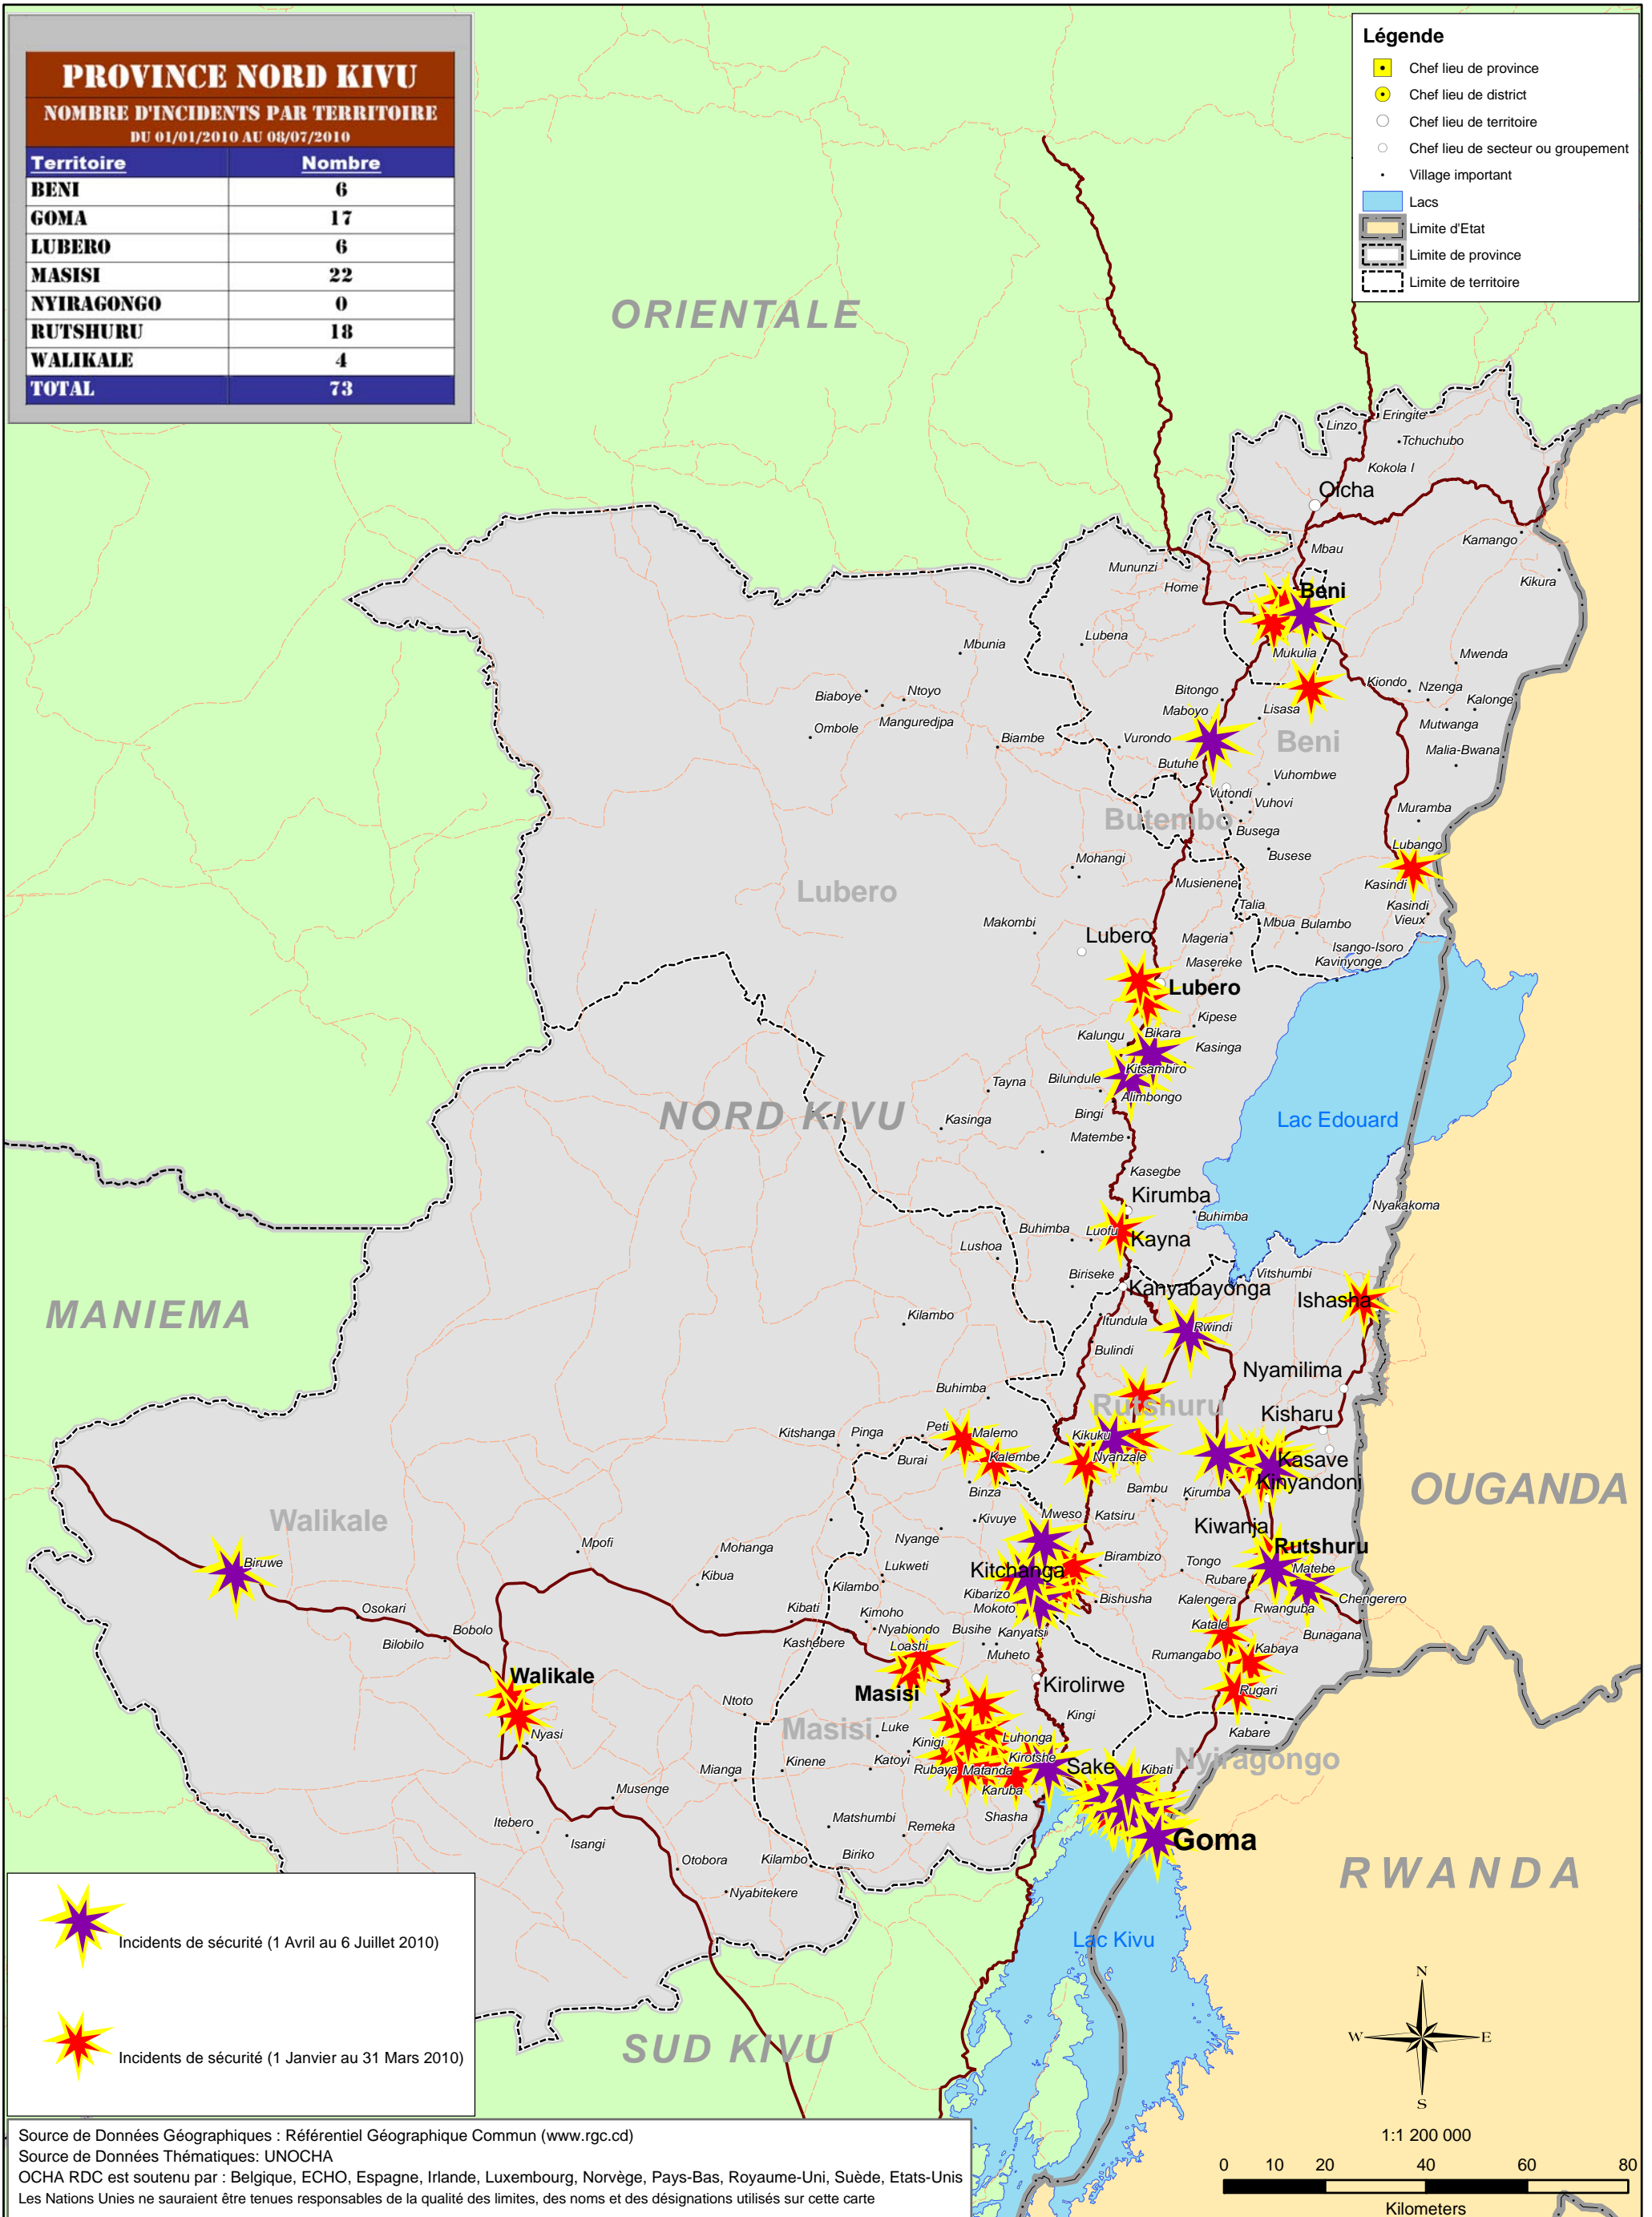 PROVINCE NORD KIVU
NOMBRE D'INCIDENTS PAR TERRITOIRE
DU 01/01/2010 AU 08/07/2010
Territoire Nombre
BENI 6
GOMA 17
LUBERO 6
MASISI 22
NYIRAGONGO 0
RUTSHURU 18
WALIKALE 4
TOTAL 73
Légende
Chef lieu de province
Chef lieu de district
Chef lieu de territoire
Chef lieu de secteur ou groupement
Village important
Lacs
Limite d'Etat
Limite de province
Limite de territoire
ORIENTALE
Eringite
Linzo
Tchuchubo
Kokola I
Oicha
Kamango
Mbau
Mununzi
Home
Kikura
Beni
Lubena
Mbunia
Mukulia
Mwenda
Kiondo
Nzenga
Kalonge
Biaboye
Ntoyo
Bitongo
Maboyo
Lisasa
Mutwanga
Ombole
Manguredjpa
Biambe
Vurondo
Beni
Malia-Bwana
Butuhe
Vuhombwe
Vutondi
Vuhovi
Muramba
Butembo
Busega
Lubango
Busese
Mohangi
Musienene
Kasindi
Lubero
Talia
Kasindi
Vieux
Makombi
Mbua
Bulambo
Lubero
Mageria
Isango-Isoro
Masereke
Kavinyonge
Lubero
Kipese
Kalungu
Bikara
Kasinga
Kitsambiro
Bilundule
Tayna
Alimbongo
NORD KIVU
Bingi
Kasinga
Lac Edouard
Matembe
Kasegbe
Kirumba
Nyakakoma
Buhimba
Buhimba
Luofu
Kayna
Lushoa
Biriseke
Vitshumbi
Kanyabayonga
Ishasha
MANIEMA
Kilambo
Itundula
Rwindi
Bulindi
Nyamilima
Buhimba
Rutshuru
Kisharu
Kitshanga
Pinga
Peti
Malemo
Kikuku
Burai
Kalembe
Nyanzale
Kasave
Kinyandoni
OUGANDA
Binza
Bambu
Kirumba
Walikale
Kivuye
Mweso
Katsiru
Nyange
Kiwanja
Mpofi
Mohanga
Rutshuru
Biruwe
Lukweti
Kitchanga
Birambizo
Tongo
Matebe
Kibua
Kilambo
Rubare
Kibarizo
Bishusha
Kalengera
Chengerero
Osokari
Kibati
Kimoho
Mokoto
Rwanguba
Bobolo
Nyabiondo
Busihe
Kanyatsi
Katale
Bunagana
Bilobilo
Kashebere
Loashi
Muheto
Rumangabo
Kabaya
Walikale
Masisi
Kirolirwe
Rugari
Ntoto
Kingi
Nyasi
Masisi
Luke
Kabare
Kinigi
Luhonga
Kinene
Katoyi
Kirotshe
Sake
Nyiragongo
Mianga
Rubaya
Matanda
Kibati
Musenge
Karuba
Itebero
Matshumbi
Shasha
Isangi
Remeka
Goma
Otobora
Kilambo
Biriko
RWANDA
Nyabitekere
Incidents de sécurité (1 Avril au 6 Juillet 2010)
Lac Kivu
N
W E
S
Incidents de sécurité (1 Janvier au 31 Mars 2010)
SUD KIVU
Source de Données Géographiques : Référentiel Géographique Commun (www.rgc.cd)
Source de Données Thématiques: UNOCHA
OCHA RDC est soutenu par : Belgique, ECHO, Espagne, Irlande, Luxembourg, Norvège, Pays-Bas, Royaume-Uni, Suède, Etats-Unis
Les Nations Unies ne sauraient être tenues responsables de la qualité des limites, des noms et des désignations utilisés sur cette carte
1:1 200 000
0 10 20 40 60 80
Kilometers